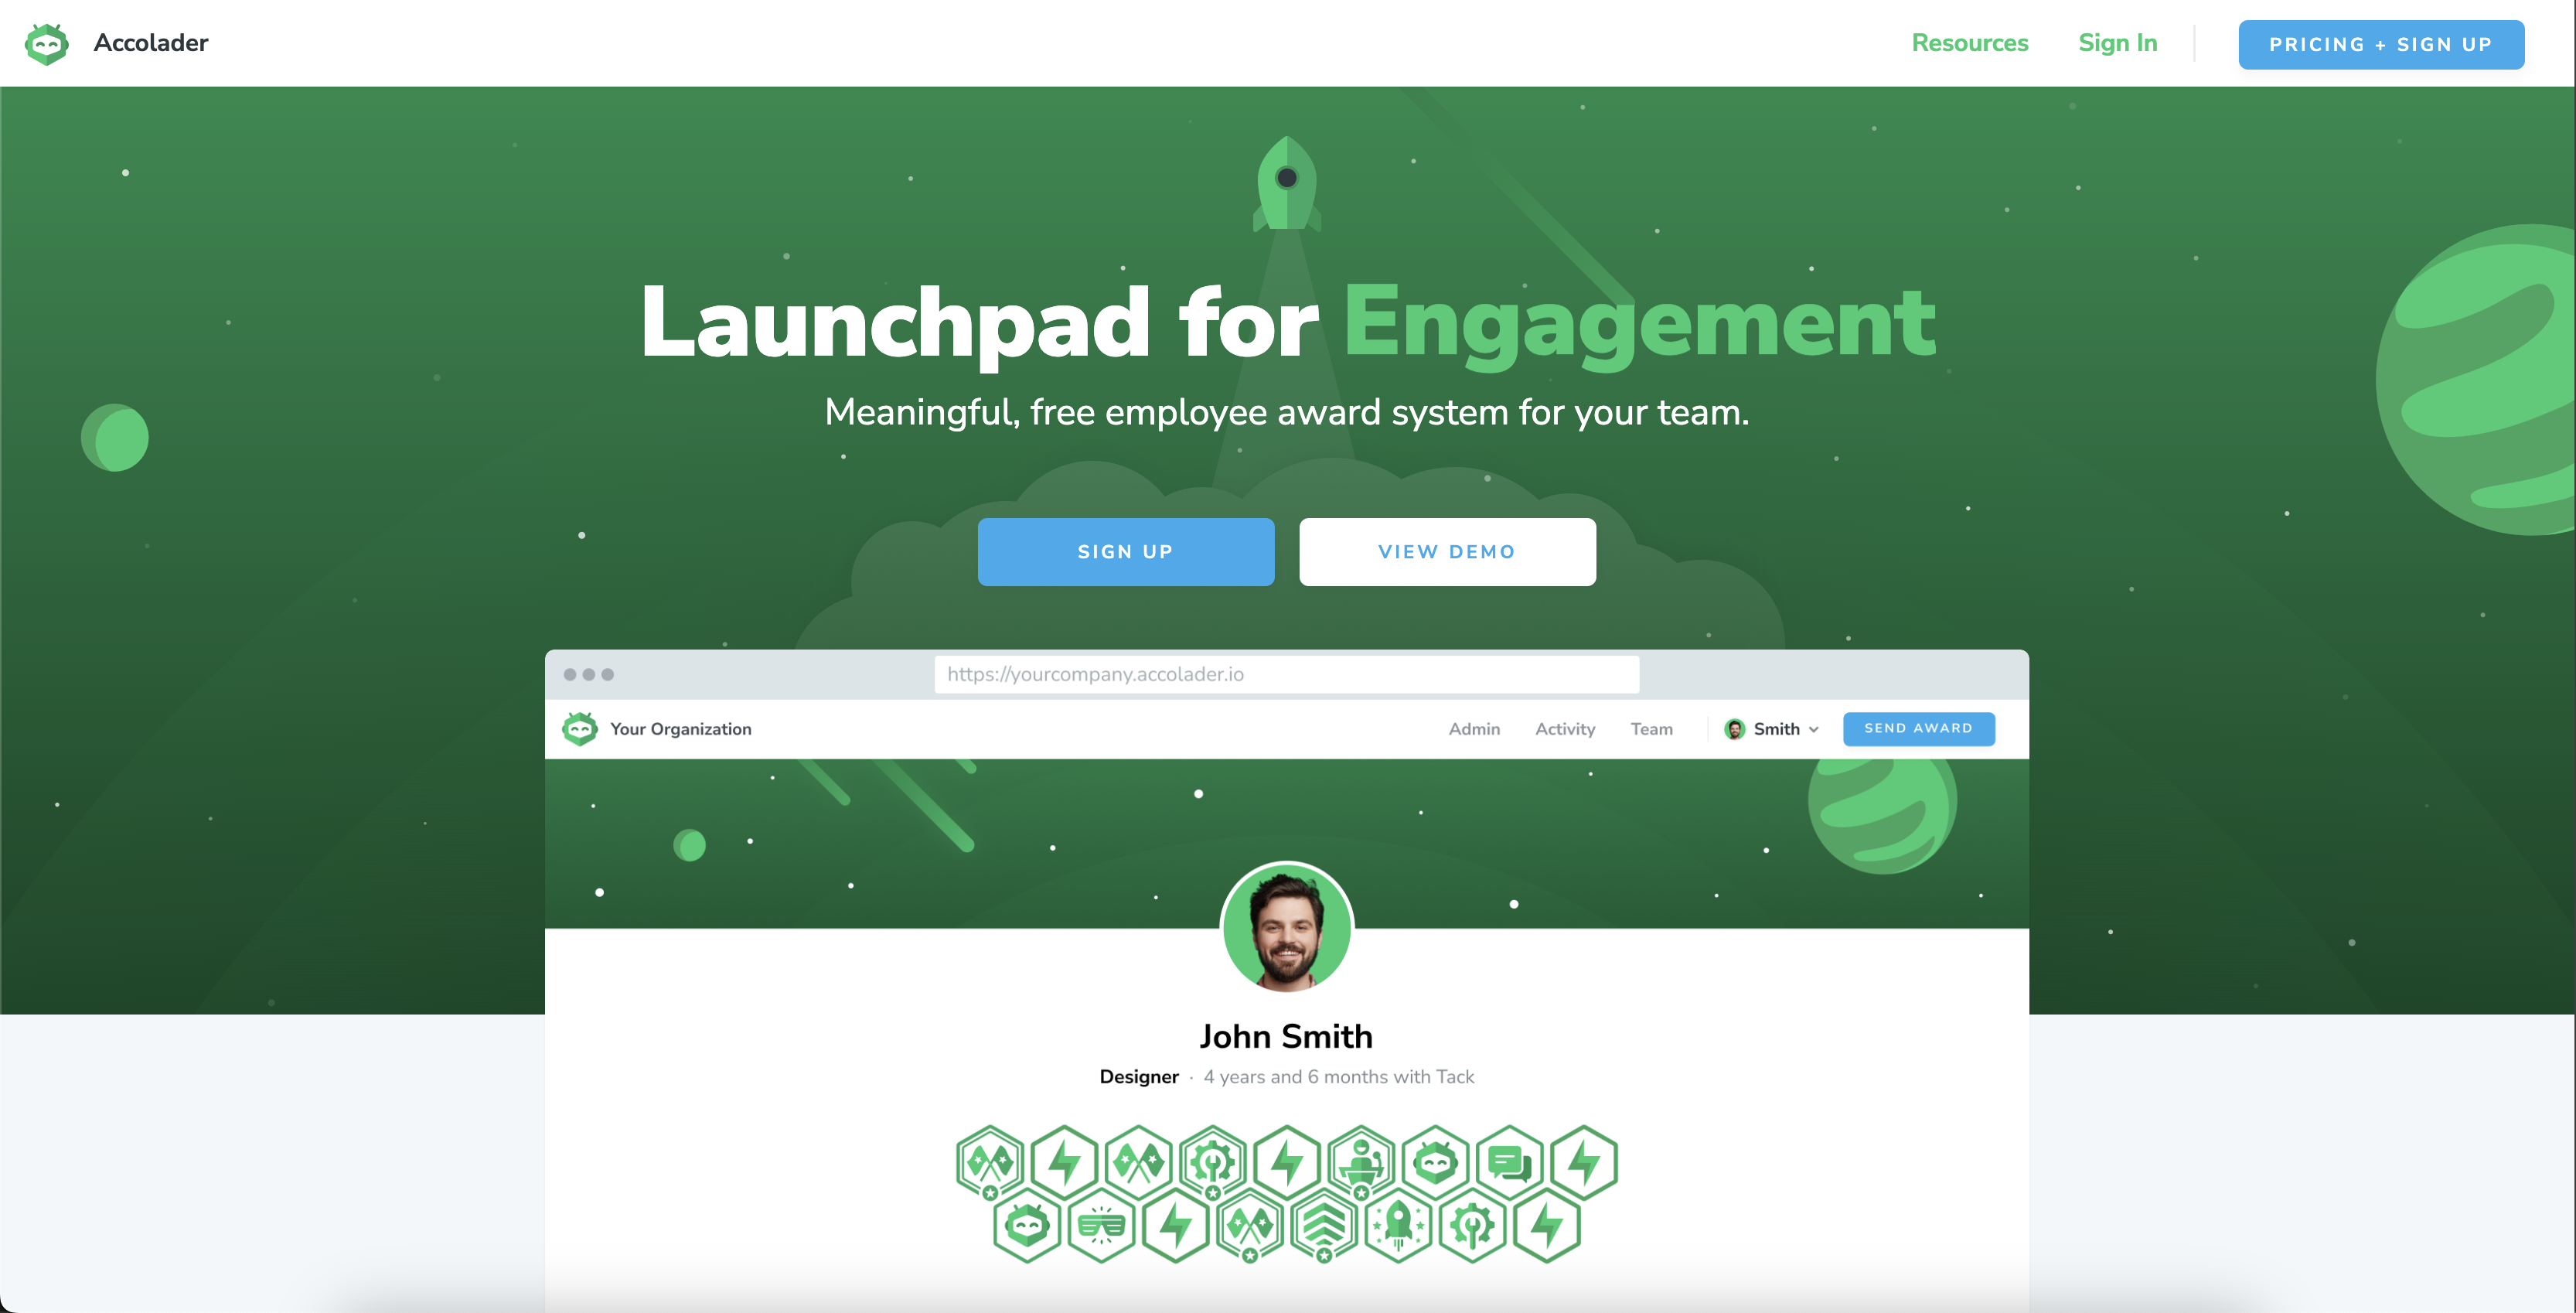 Accolader
Resources
Sign In
PRICING + SIGN UP
Launchpad for Engagement
Meaningful, free employee award system for your team.
SIGN UP
VIEW DEMO
https://yourcompany.accolader.io
Your Organization
Admin
Activity
Team
Smith
SEND AWARD
John Smith
Designer · 4 years and 6 months with Tack